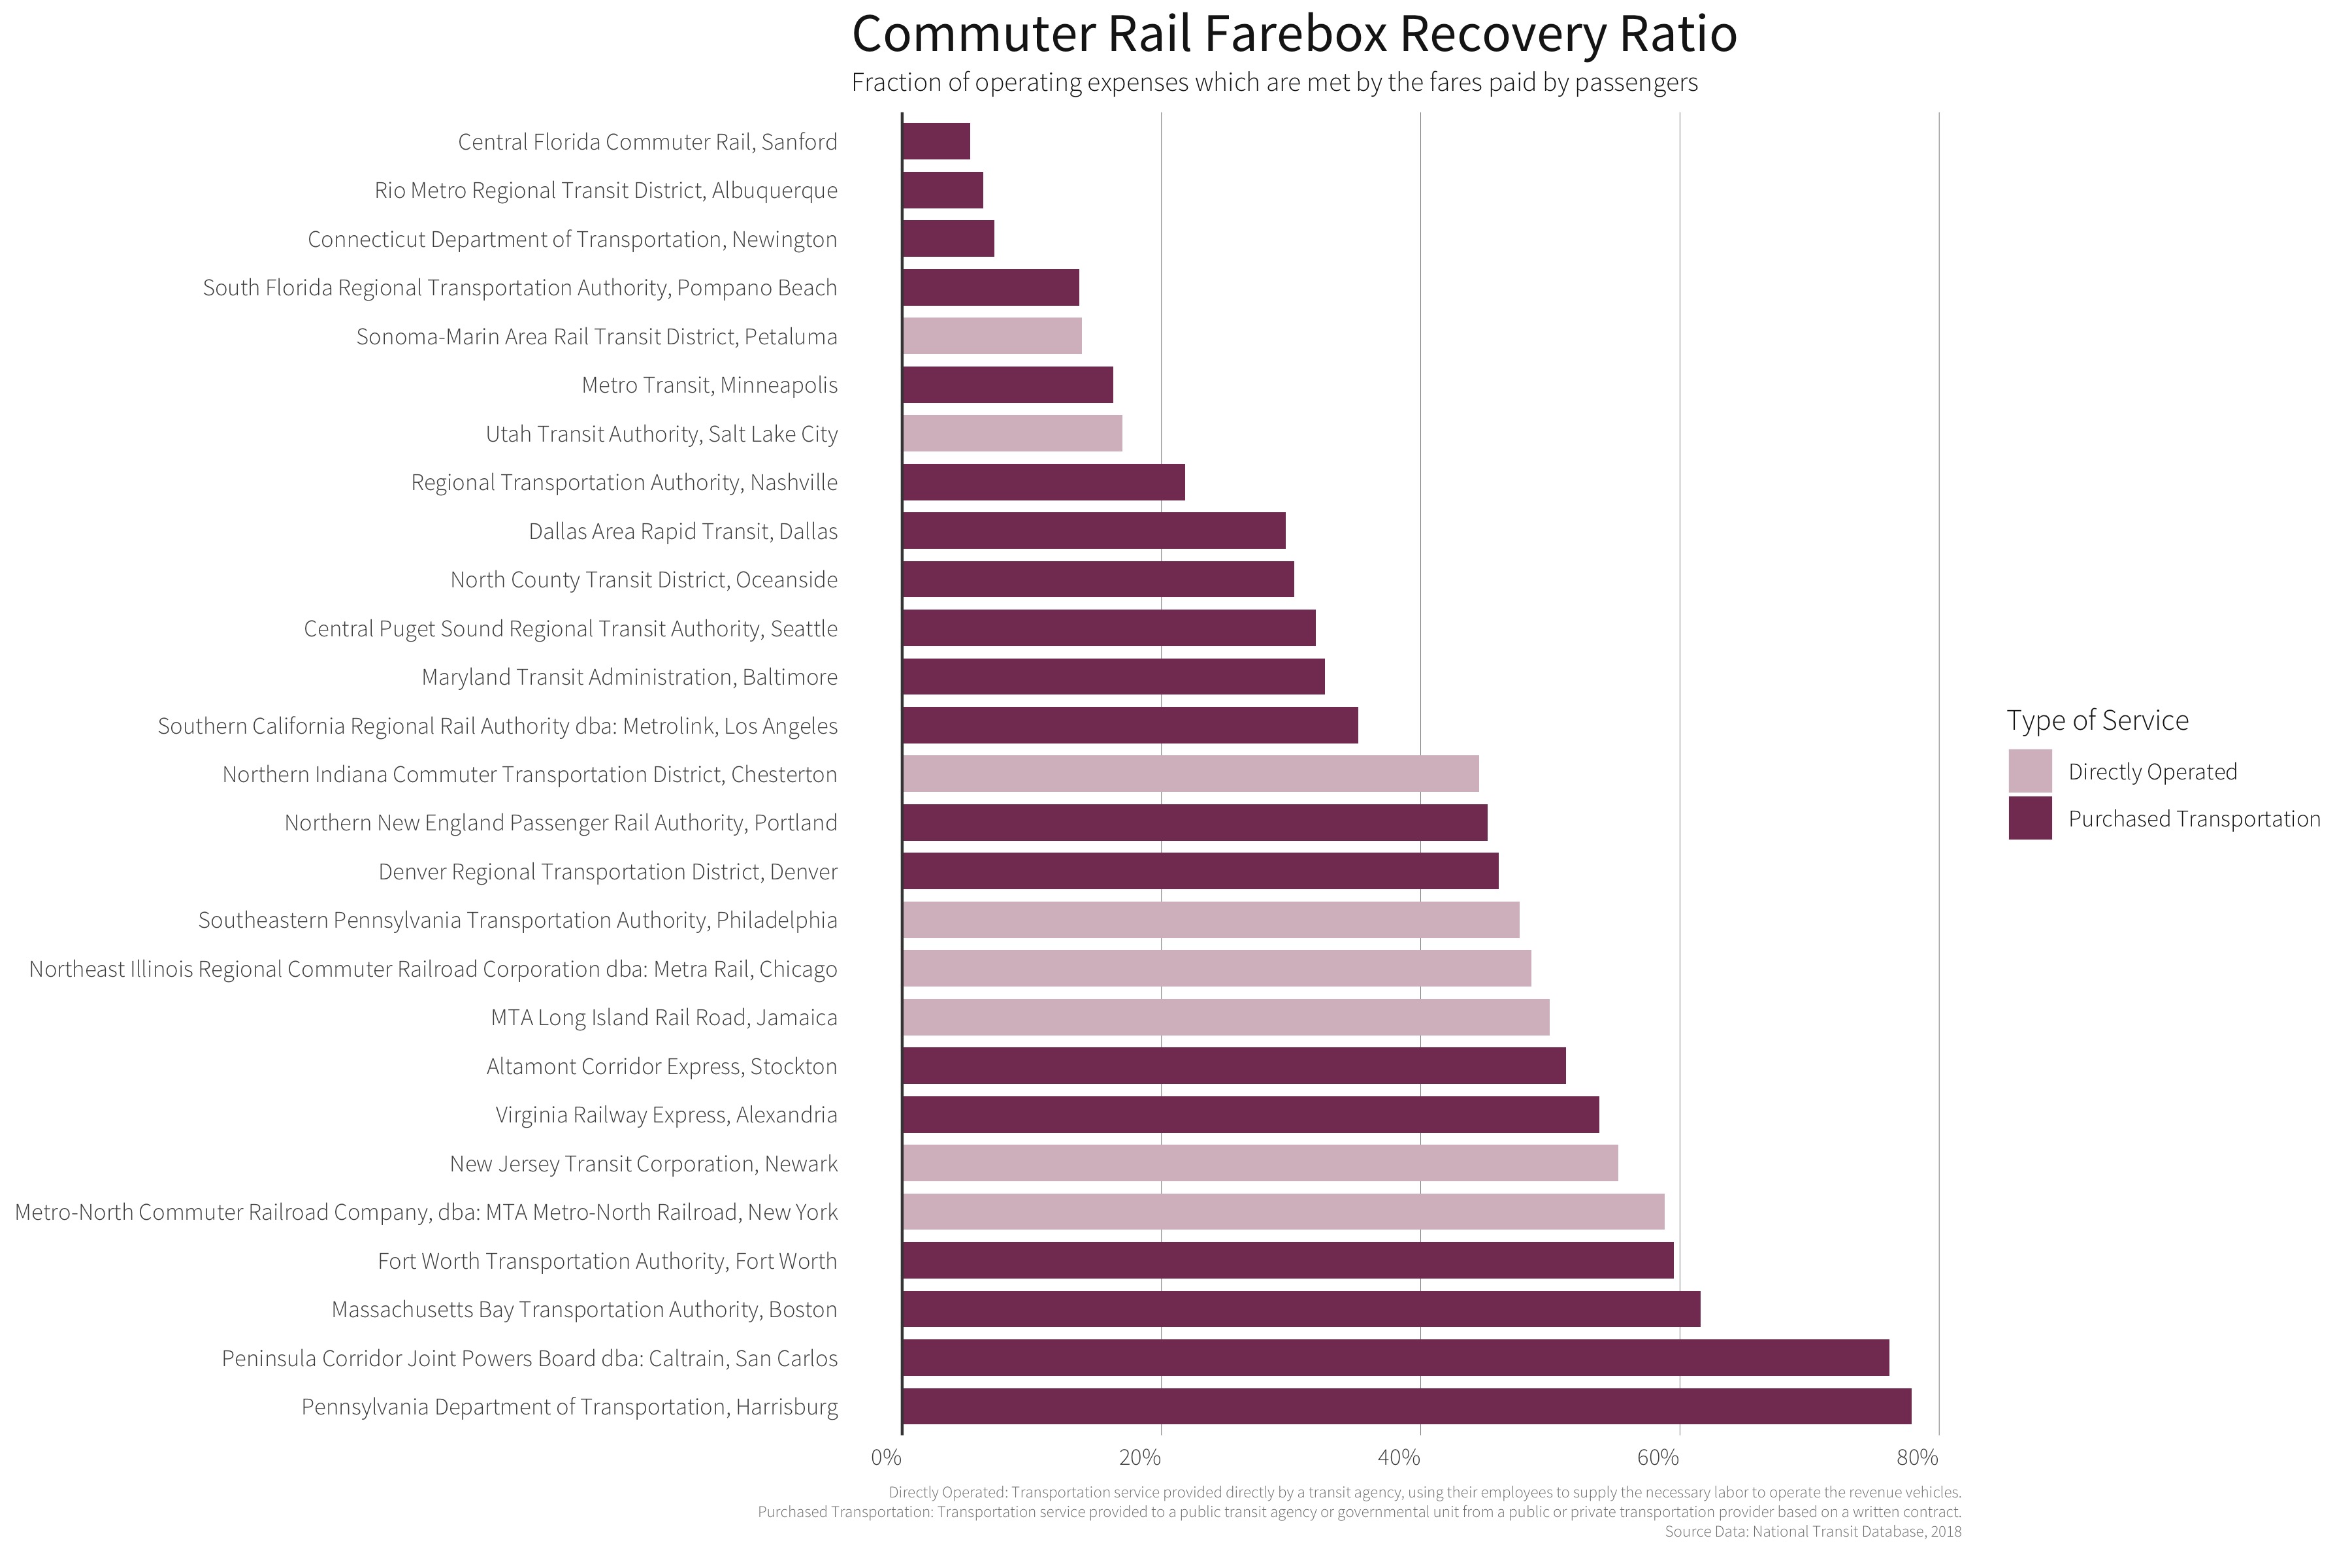 Commuter Rail Farebox Recovery Ratio
Fraction of operating expenses which are met by the fares paid by passengers
Central Florida Commuter Rail, Sanford
Rio Metro Regional Transit District, Albuquerque
Connecticut Department of Transportation, Newington
South Florida Regional Transportation Authority, Pompano Beach
Sonoma-Marin Area Rail Transit District, Petaluma
Metro Transit, Minneapolis
Utah Transit Authority, Salt Lake City
Regional Transportation Authority, Nashville
Dallas Area Rapid Transit, Dallas
North County Transit District, Oceanside
Central Puget Sound Regional Transit Authority, Seattle
Maryland Transit Administration, Baltimore
Southern California Regional Rail Authority dba: Metrolink, Los Angeles
Northern Indiana Commuter Transportation District, Chesterton
Northern New England Passenger Rail Authority, Portland
Denver Regional Transportation District, Denver
Southeastern Pennsylvania Transportation Authority, Philadelphia
Northeast Illinois Regional Commuter Railroad Corporation dba: Metra Rail, Chicago
MTA Long Island Rail Road, Jamaica
Altamont Corridor Express, Stockton
Virginia Railway Express, Alexandria
New Jersey Transit Corporation, Newark
Metro-North Commuter Railroad Company, dba: MTA Metro-North Railroad, New York
Fort Worth Transportation Authority, Fort Worth
Massachusetts Bay Transportation Authority, Boston
Peninsula Corridor Joint Powers Board dba: Caltrain, San Carlos
Pennsylvania Department of Transportation, Harrisburg
0% 20% 40% 60% 80%
Type of Service
Directly Operated
Purchased Transportation
Directly Operated: Transportation service provided directly by a transit agency, using their employees to supply the necessary labor to operate the revenue vehicles.
Purchased Transportation: Transportation service provided to a public transit agency or governmental unit from a public or private transportation provider based on a written contract.
Source Data: National Transit Database, 2018